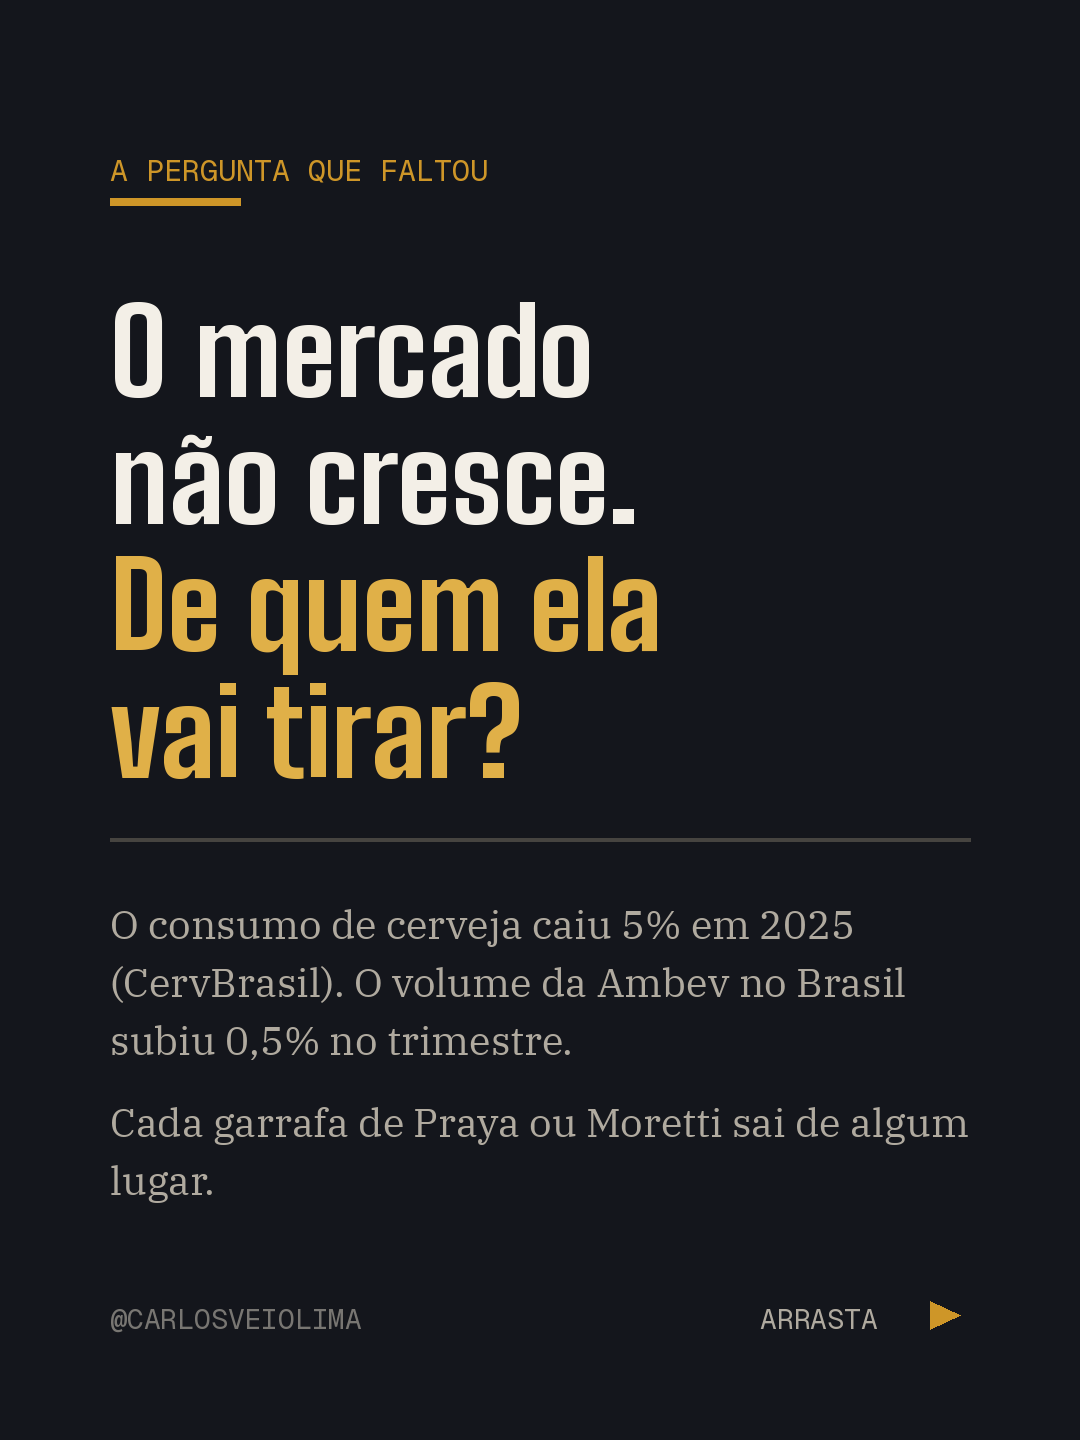 A PERGUNTA QUE FALTOU
O mercado
não cresce.
De quem ela
vai tirar?
O consumo de cerveja caiu 5% em 2025
(CervBrasil). O volume da Ambev no Brasil
subiu 0,5% no trimestre.
Cada garrafa de Praya ou Moretti sai de algum
lugar.
@CARLOSVEIOLIMA
ARRASTA